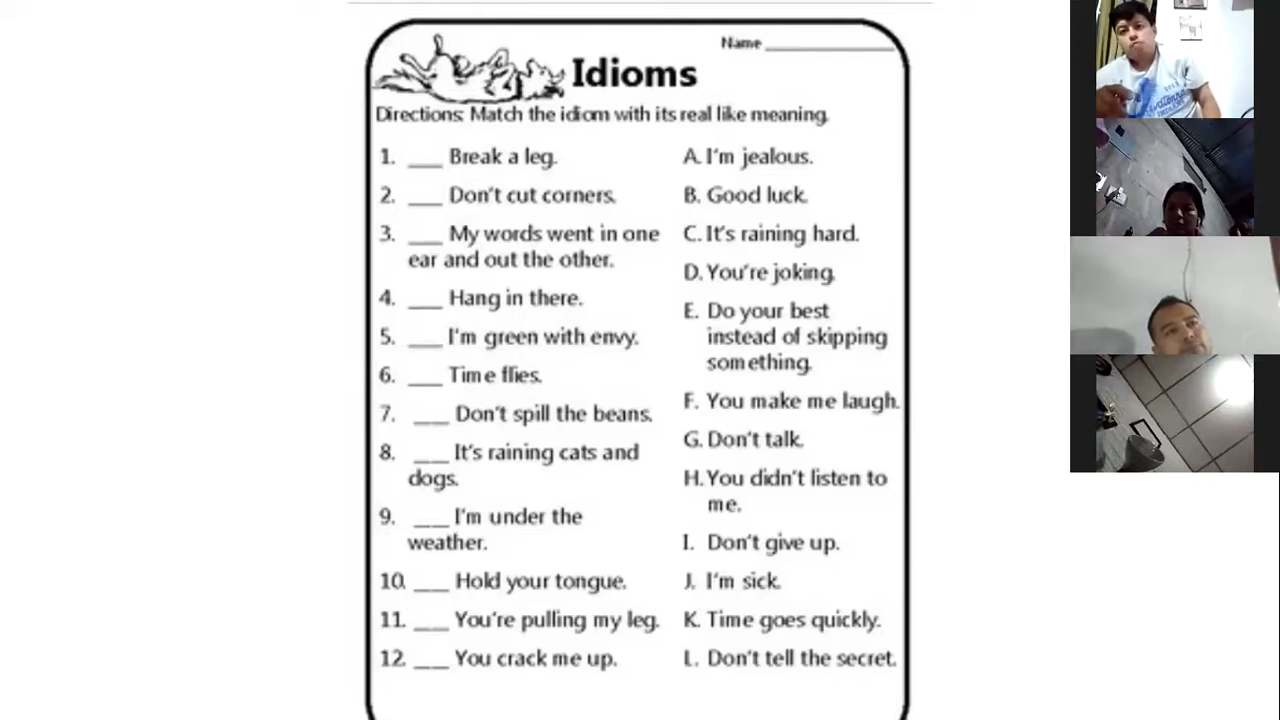 Name
Idioms
Directions: Match the idiom with its real like meaning.
1. ___ Break a leg.
2. ___ Don't cut corners.
3. ___ My words went in one
ear and out the other.
4. ___ Hang in there.
5. ___ I'm green with envy.
6. ___ Time flies.
7. ___ Don't spill the beans.
8. ___ It's raining cats and
dogs.
9. ___ I'm under the
weather.
10. ___ Hold your tongue.
11. ___ You're pulling my leg.
12. ___ You crack me up.
A. I'm jealous.
B. Good luck.
C. It's raining hard.
D. You're joking.
E. Do your best
instead of skipping
something.
F. You make me laugh.
G. Don't talk.
H. You didn't listen to
me.
I. Don't give up.
J. I'm sick.
K. Time goes quickly.
L. Don't tell the secret.